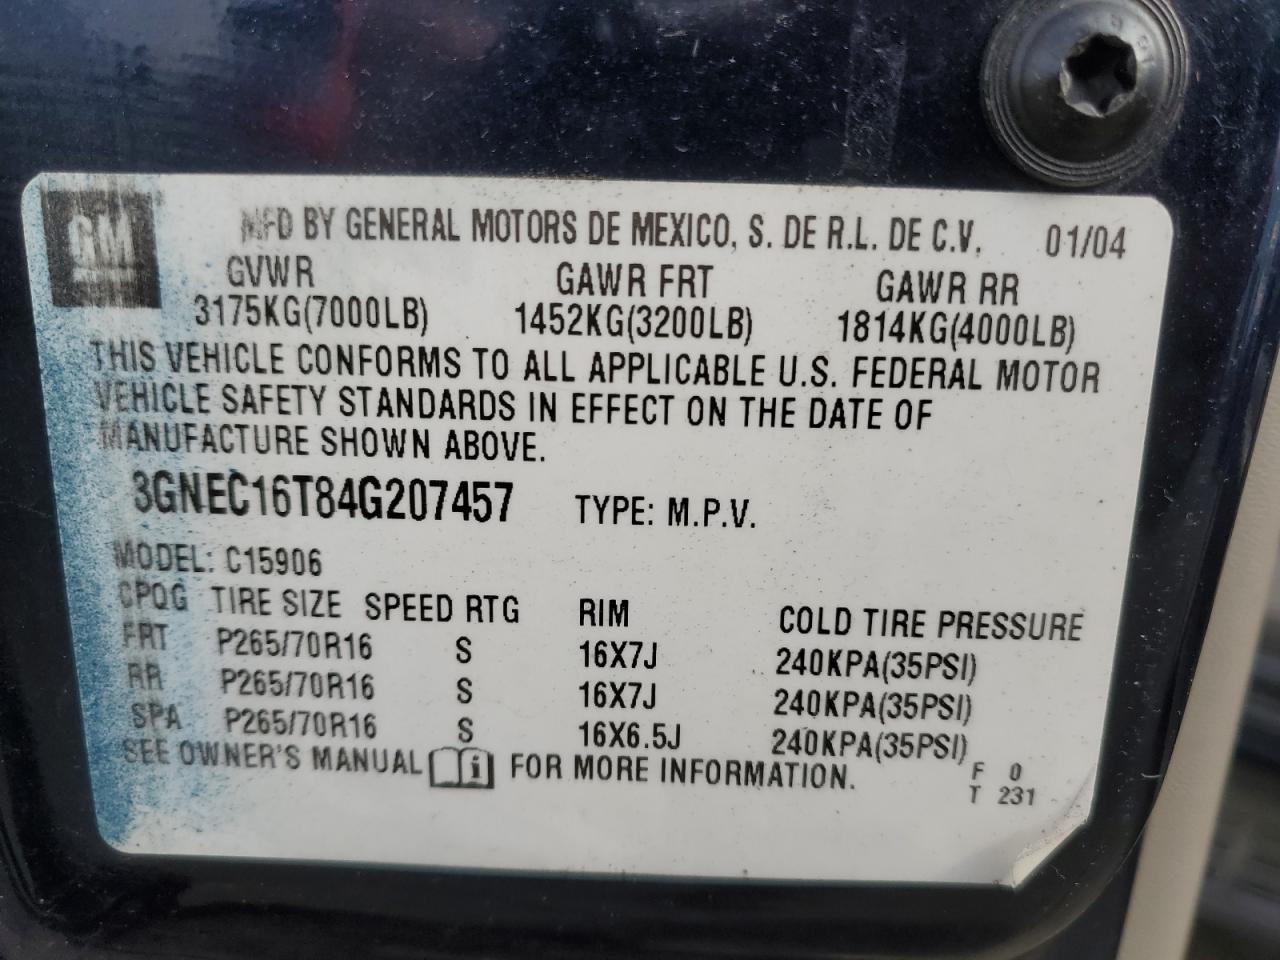 GM
MFD BY GENERAL MOTORS DE MEXICO, S. DE R.L. DE C.V. 01/04
GVWR GAWR FRT GAWR RR
3175KG(7000LB) 1452KG(3200LB) 1814KG(4000LB)
THIS VEHICLE CONFORMS TO ALL APPLICABLE U.S. FEDERAL MOTOR
VEHICLE SAFETY STANDARDS IN EFFECT ON THE DATE OF
MANUFACTURE SHOWN ABOVE.
3GNEC16T84G207457 TYPE: M.P.V.
MODEL: C15906
CPQG TIRE SIZE SPEED RTG RIM COLD TIRE PRESSURE
FRT P265/70R16 S 16X7J 240KPA(35PSI)
RR P265/70R16 S 16X7J 240KPA(35PSI)
SPA P265/70R16 S 16X6.5J 240KPA(35PSI)
SEE OWNER'S MANUAL i FOR MORE INFORMATION.
F 0
T 231